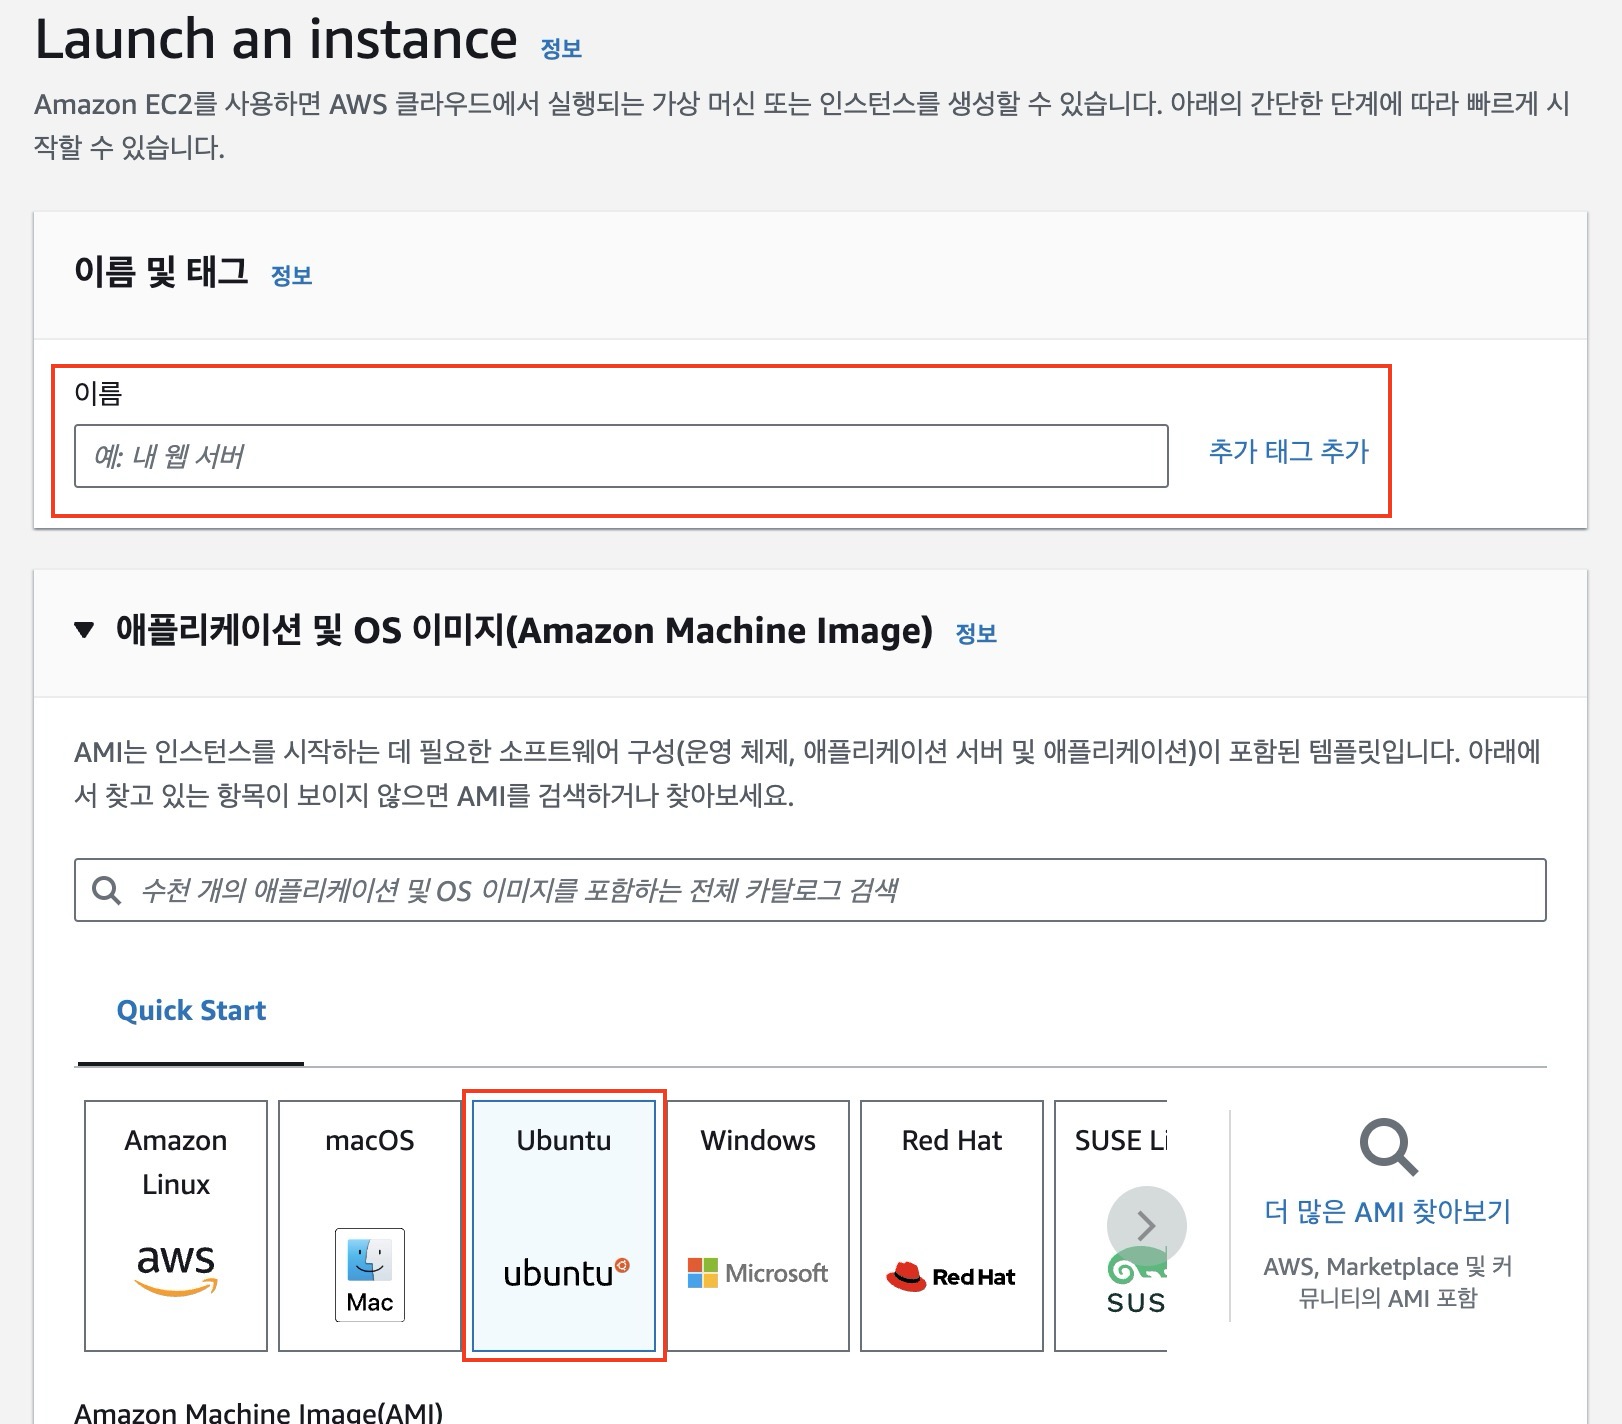 Launch an instance 정보
Amazon EC2를 사용하면 AWS 클라우드에서 실행되는 가상 머신 또는 인스턴스를 생성할 수 있습니다. 아래의 간단한 단계에 따라 빠르게 시
작할 수 있습니다.
이름 및 태그 정보
이름
예: 내 웹 서버
추가 태그 추가
애플리케이션 및 OS 이미지(Amazon Machine Image) 정보
AMI는 인스턴스를 시작하는 데 필요한 소프트웨어 구성(운영 체제, 애플리케이션 서버 및 애플리케이션)이 포함된 템플릿입니다. 아래에
서 찾고 있는 항목이 보이지 않으면 AMI를 검색하거나 찾아보세요.
수천 개의 애플리케이션 및 OS 이미지를 포함하는 전체 카탈로그 검색
Quick Start
Amazon
Linux
aws
macOS
Mac
Ubuntu
ubuntu
Windows
Microsoft
Red Hat
Red Hat
SUSE Li
SUS
더 많은 AMI 찾아보기
AWS, Marketplace 및 커
뮤니티의 AMI 포함
Amazon Machine Image(AMI)